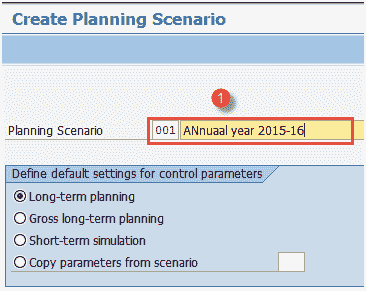 Create Planning Scenario
1
Planning Scenario 001 ANnuaal year 2015-16
Define default settings for control parameters
Long-term planning
Gross long-term planning
Short-term simulation
Copy parameters from scenario